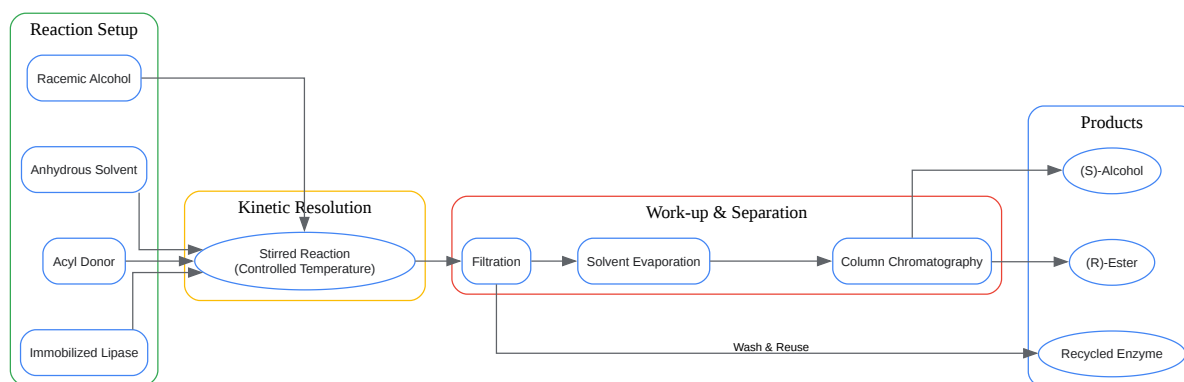 Reaction Setup
Racemic Alcohol
Anhydrous Solvent
Acyl Donor
Immobilized Lipase
Kinetic Resolution
Stirred Reaction
(Controlled Temperature)
Work-up & Separation
Filtration
Solvent Evaporation
Column Chromatography
Wash & Reuse
Products
(S)-Alcohol
(R)-Ester
Recycled Enzyme